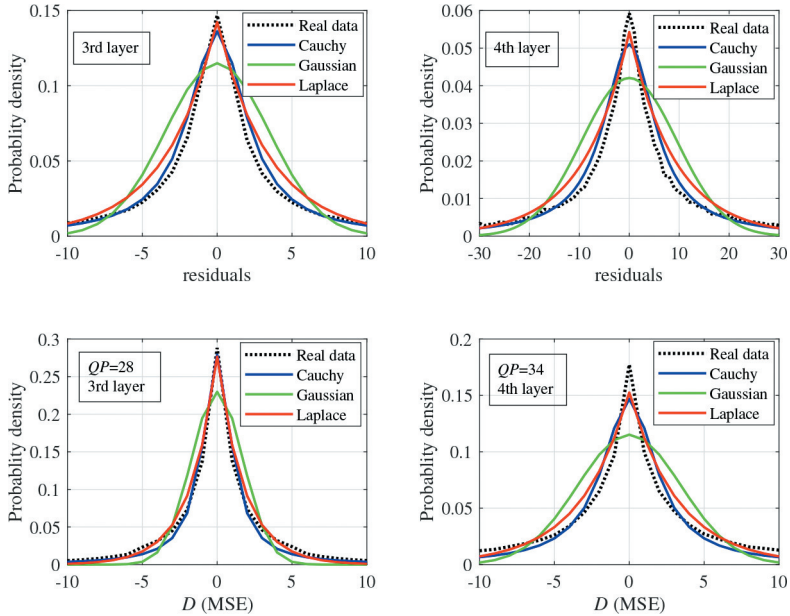 0.15
0.1
0.05
0
Probablity density
3rd layer
Real data
Cauchy
Gaussian
Laplace
-10
-5
0
5
10
residuals
0.06
0.05
0.04
0.03
0.02
0.01
0
Probablity density
4th layer
Real data
Cauchy
Gaussian
Laplace
-30
-20
-10
0
10
20
30
residuals
0.3
0.25
0.2
0.15
0.1
0.05
0
Probablity density
QP=28
3rd layer
Real data
Cauchy
Gaussian
Laplace
-10
-5
0
5
10
D (MSE)
0.2
0.15
0.1
0.05
0
Probablity density
QP=34
4th layer
Real data
Cauchy
Gaussian
Laplace
-10
-5
0
5
10
D (MSE)